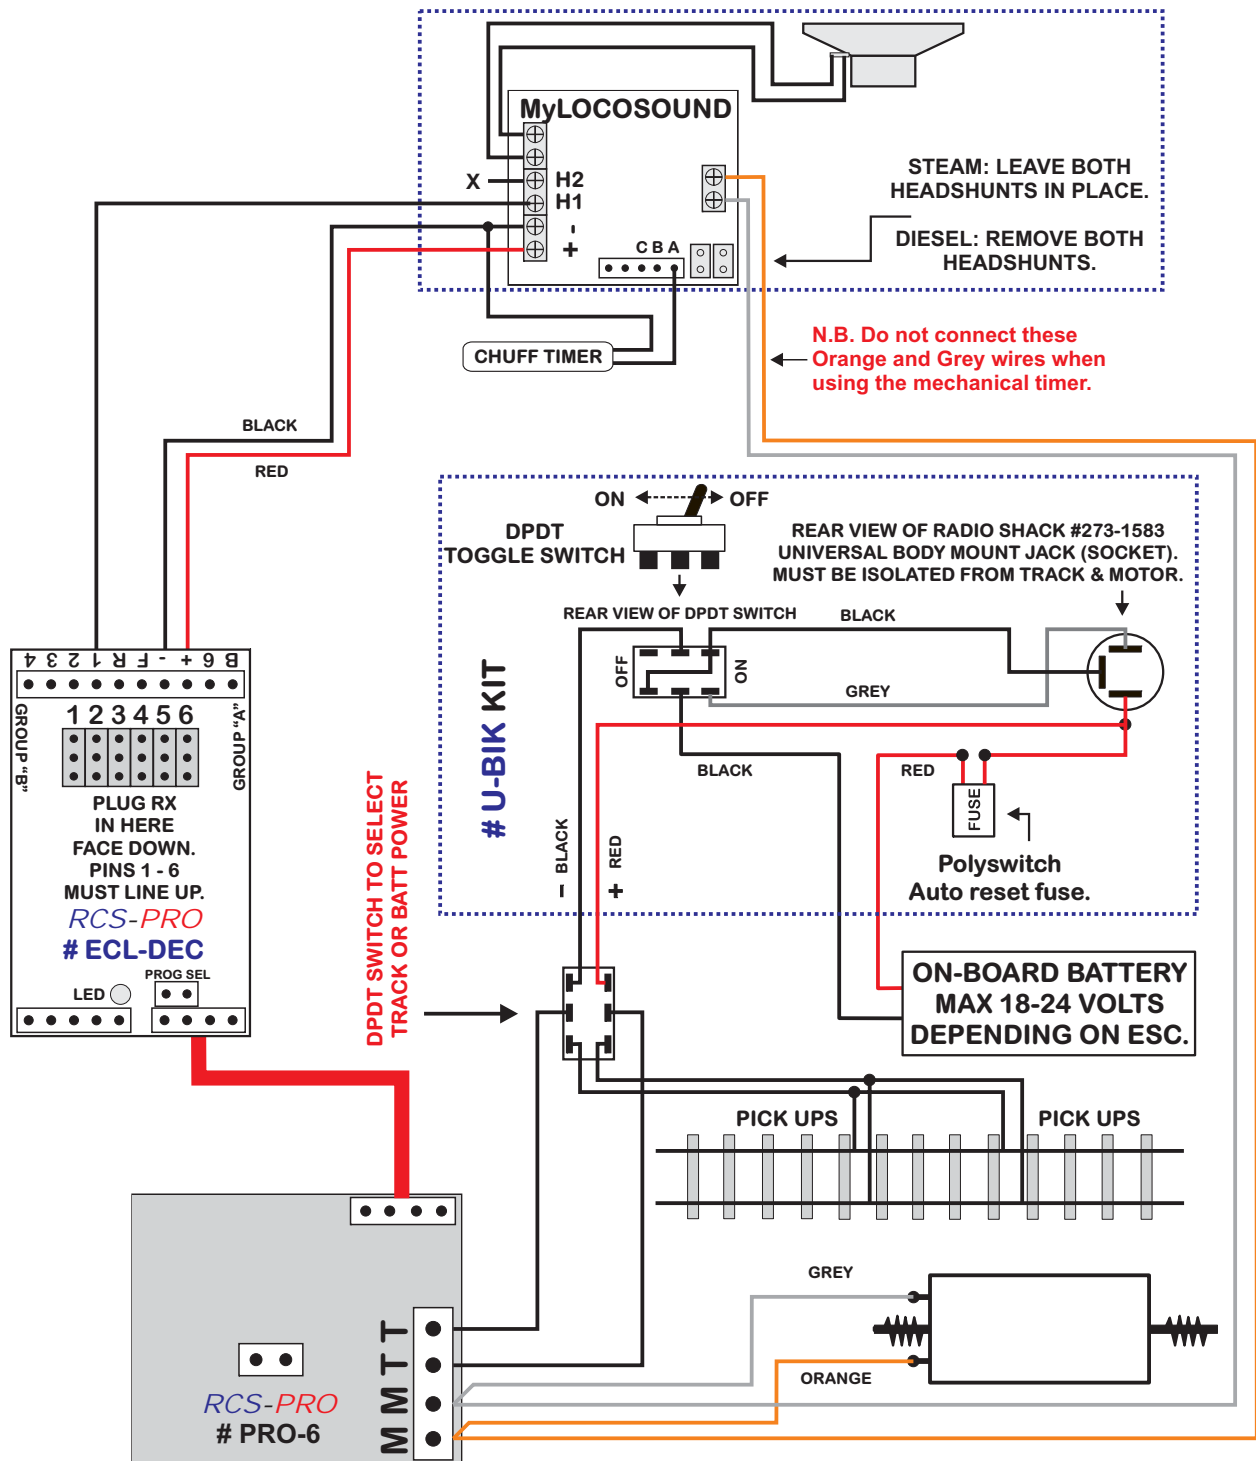 MyLOCOSOUND
X
H2
H1
-
+
C B A
STEAM: LEAVE BOTH
HEADSHUNTS IN PLACE.
DIESEL: REMOVE BOTH
HEADSHUNTS.
N.B. Do not connect these
Orange and Grey wires when
using the mechanical timer.
CHUFF TIMER
BLACK
RED
ON
OFF
DPDT
TOGGLE SWITCH
REAR VIEW OF RADIO SHACK #273-1583
UNIVERSAL BODY MOUNT JACK (SOCKET).
MUST BE ISOLATED FROM TRACK & MOTOR.
REAR VIEW OF DPDT SWITCH
BLACK
OFF
ON
GREY
# U-BIK KIT
BLACK
RED
FUSE
Polyswitch
Auto reset fuse.
- BLACK
+ RED
4 3 2 1 R F - + 6 B
GROUP "B"
GROUP "A"
1 2 3 4 5 6
PLUG RX
IN HERE
FACE DOWN.
PINS 1 - 6
MUST LINE UP.
RCS-PRO
# ECL-DEC
PROG SEL
LED
DPDT SWITCH TO SELECT
TRACK OR BATT POWER
ON-BOARD BATTERY
MAX 18-24 VOLTS
DEPENDING ON ESC.
PICK UPS
PICK UPS
GREY
ORANGE
M M T T
RCS-PRO
# PRO-6